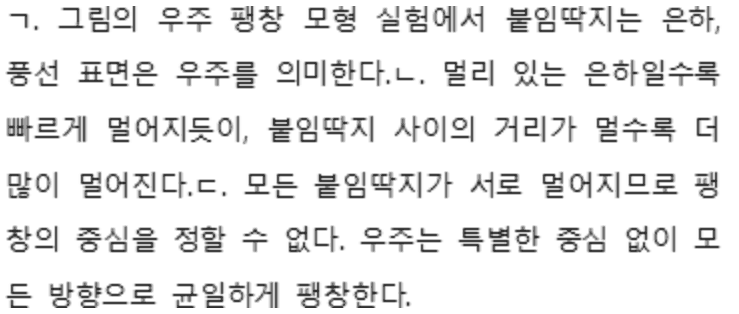 ㄱ. 그림의 우주 팽창 모형 실험에서 붙임딱지는 은하,
풍선 표면은 우주를 의미한다.ㄴ. 멀리 있는 은하일수록
빠르게 멀어지듯이, 붙임딱지 사이의 거리가 멀수록 더
많이 멀어진다.ㄷ. 모든 붙임딱지가 서로 멀어지므로 팽
창의 중심을 정할 수 없다. 우주는 특별한 중심 없이 모
든 방향으로 균일하게 팽창한다.